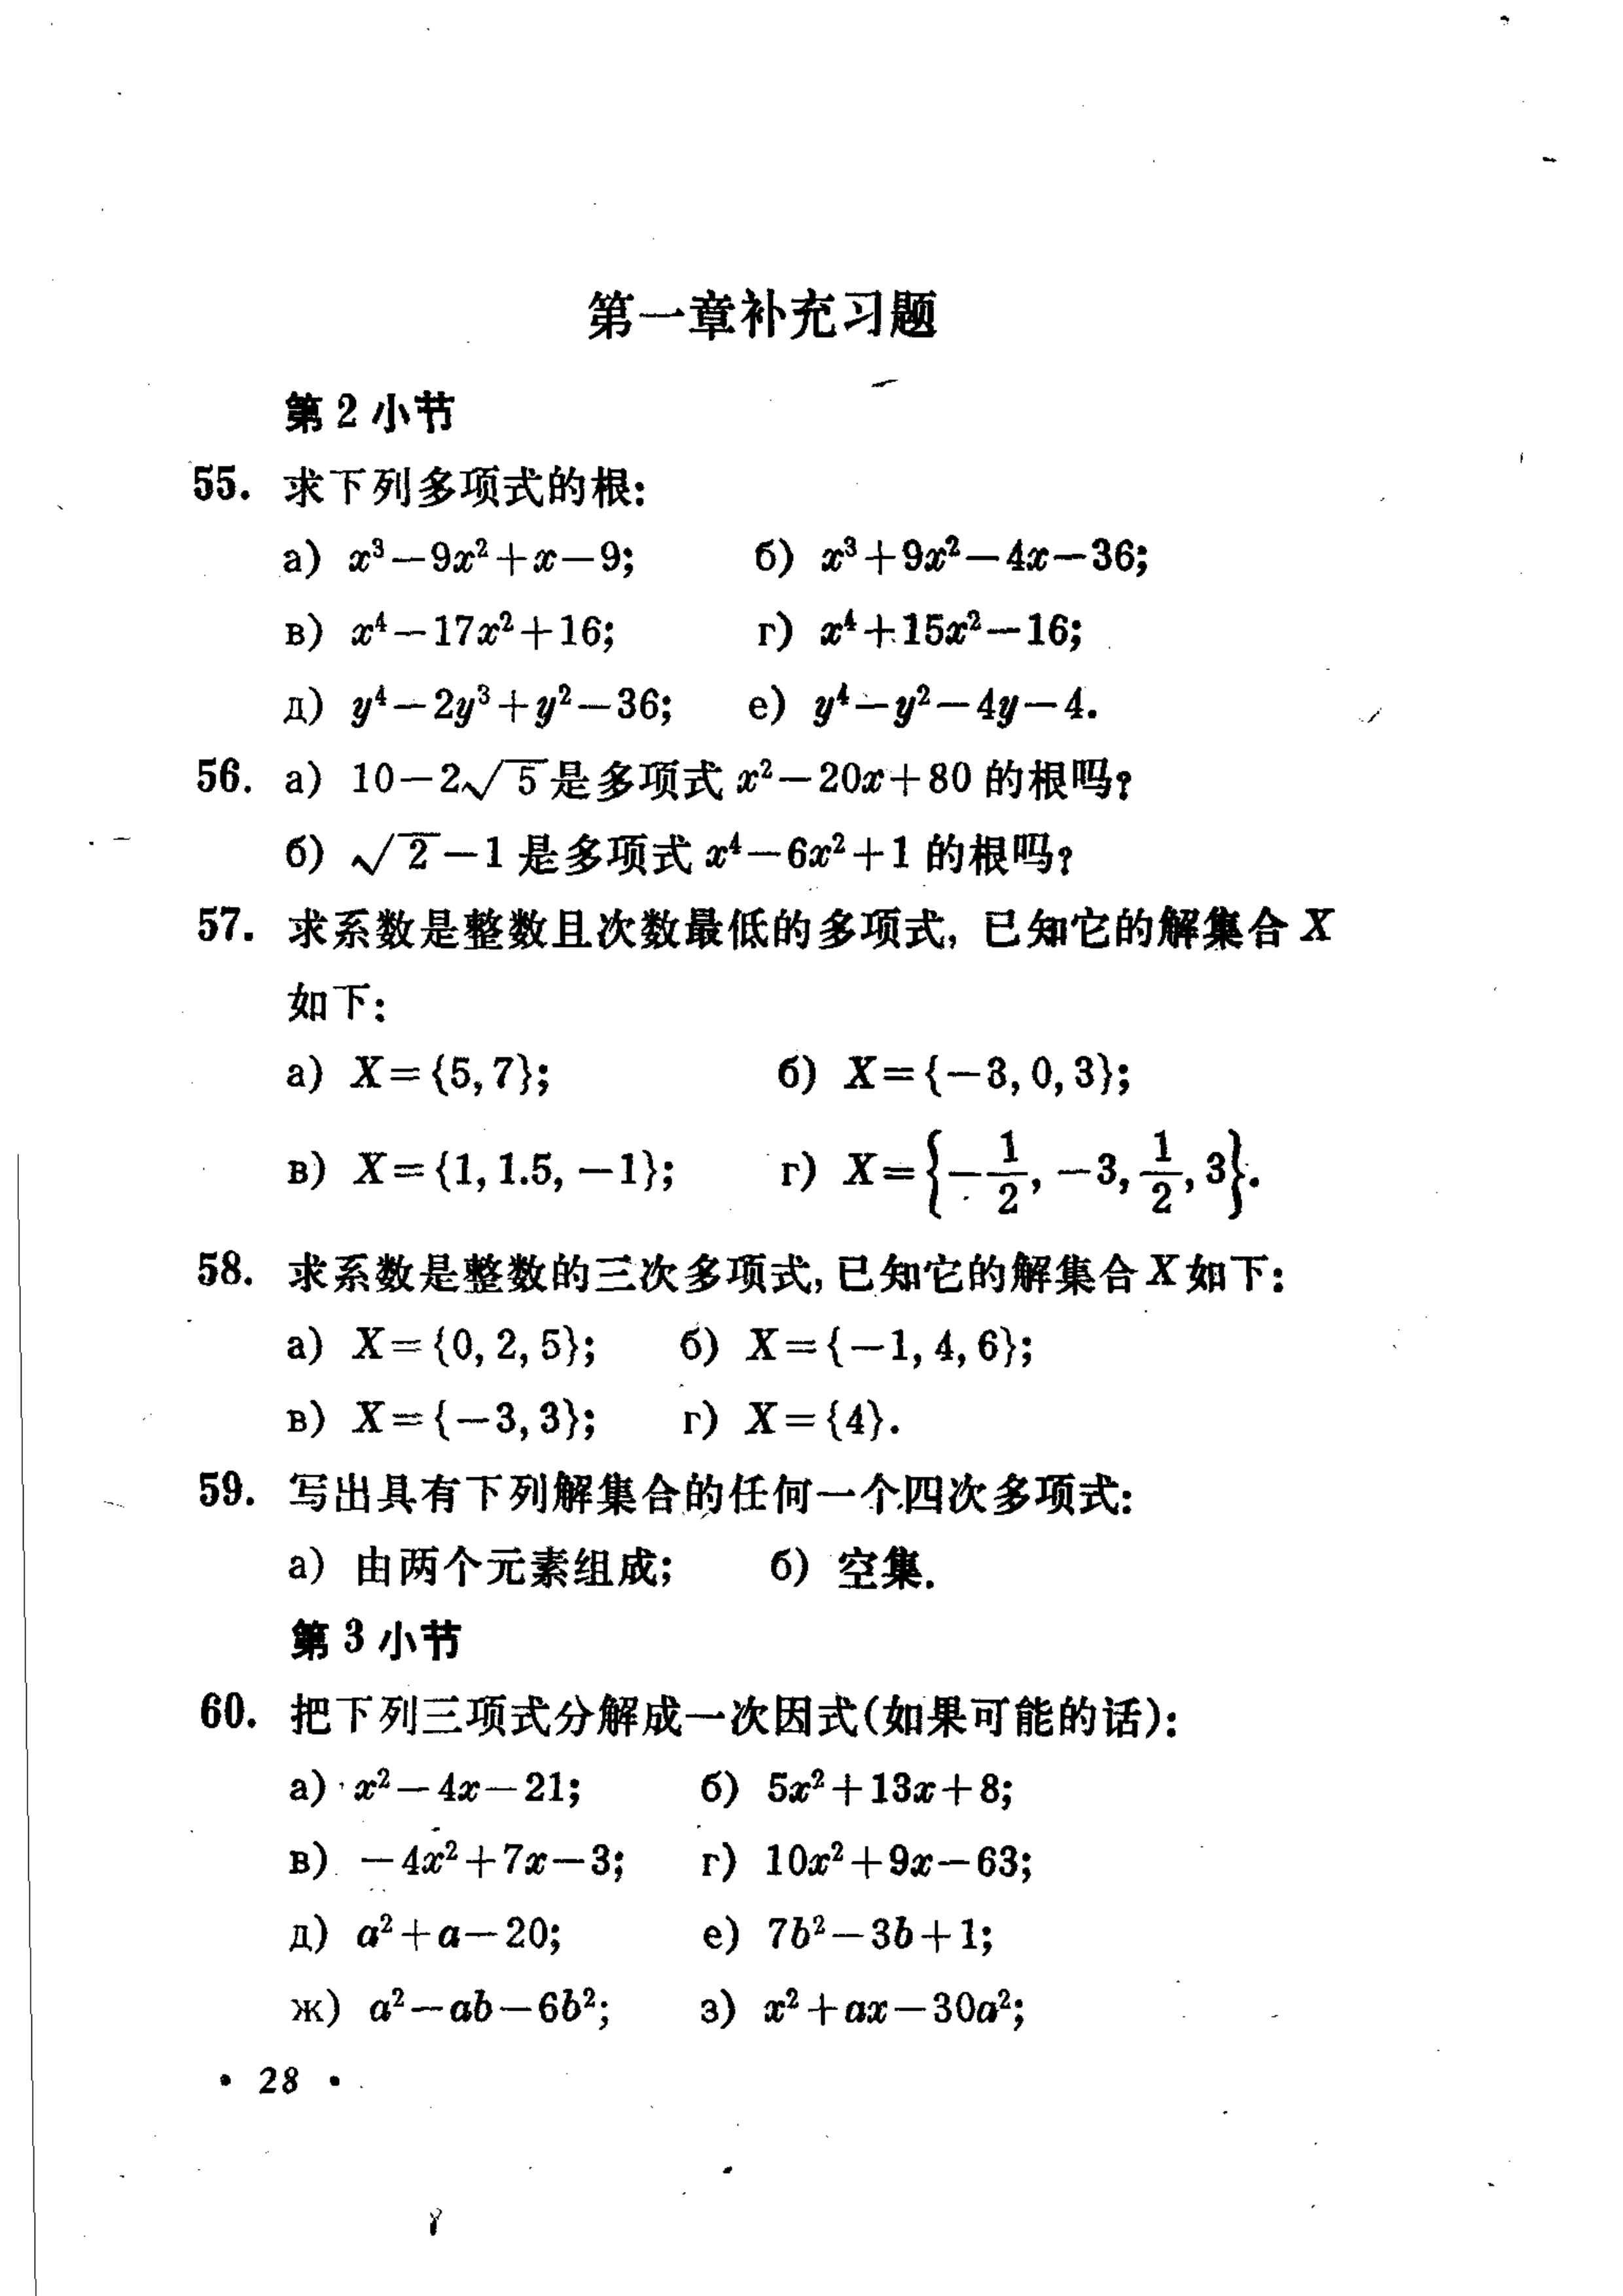 第一章补充习题
第2小节
55. 求下列多项式的根:
а) x³−9x²+x−9; б) x³+9x²−4x−36;
в) x⁴−17x²+16; г) x⁴+15x²−16;
д) y⁴−2y³+y²−36; е) y⁴−y²−4y−4.
56. а) 10−2√5是多项式 x²−20x+80 的根吗?
б) √2−1 是多项式 x⁴−6x²+1 的根吗?
57. 求系数是整数且次数最低的多项式, 已知它的解集合 X
如下:
а) X={5,7}; б) X={−3,0,3};
в) X={1,1.5,−1}; г) X={−1/2,−3,1/2,3}.
58. 求系数是整数的三次多项式,已知它的解集合X如下:
а) X={0,2,5}; б) X={−1,4,6};
в) X={−3,3}; г) X={4}.
59. 写出具有下列解集合的任何一个四次多项式:
а) 由两个元素组成; б) 空集.
第3小节
60. 把下列三项式分解成一次因式(如果可能的话):
а) x²−4x−21; б) 5x²+13x+8;
в) −4x²+7x−3; г) 10x²+9x−63;
д) a²+a−20; е) 7b²−3b+1;
ж) a²−ab−6b²; з) x²+ax−30a²;
• 28 •